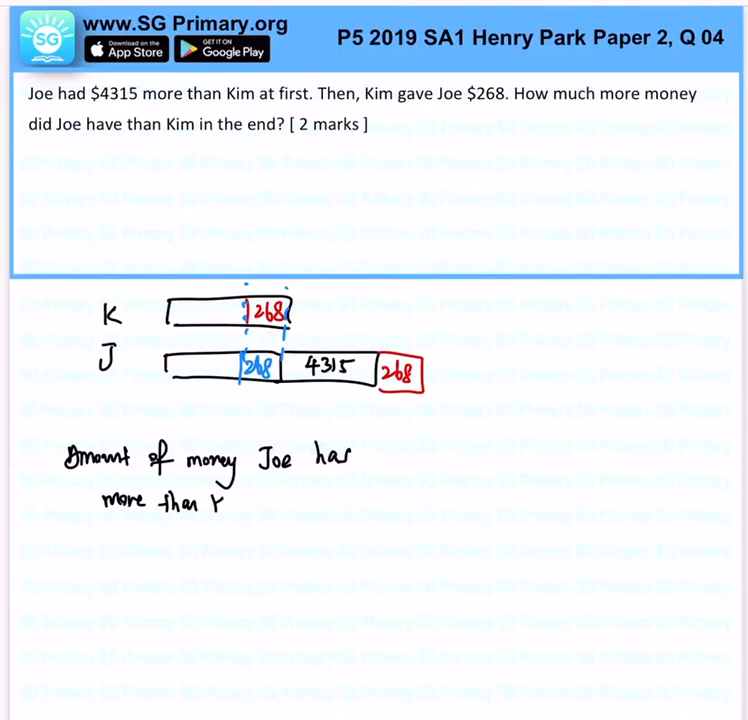 www.SG Primary.org
SG
Download on the
App Store
GET IT ON
Google Play
P5 2019 SA1 Henry Park Paper 2, Q 04
Joe had $4315 more than Kim at first. Then, Kim gave Joe $268. How much more money
did Joe have than Kim in the end? [ 2 marks ]
K 268
J 268 4315 268
Amount of money Joe has
more than